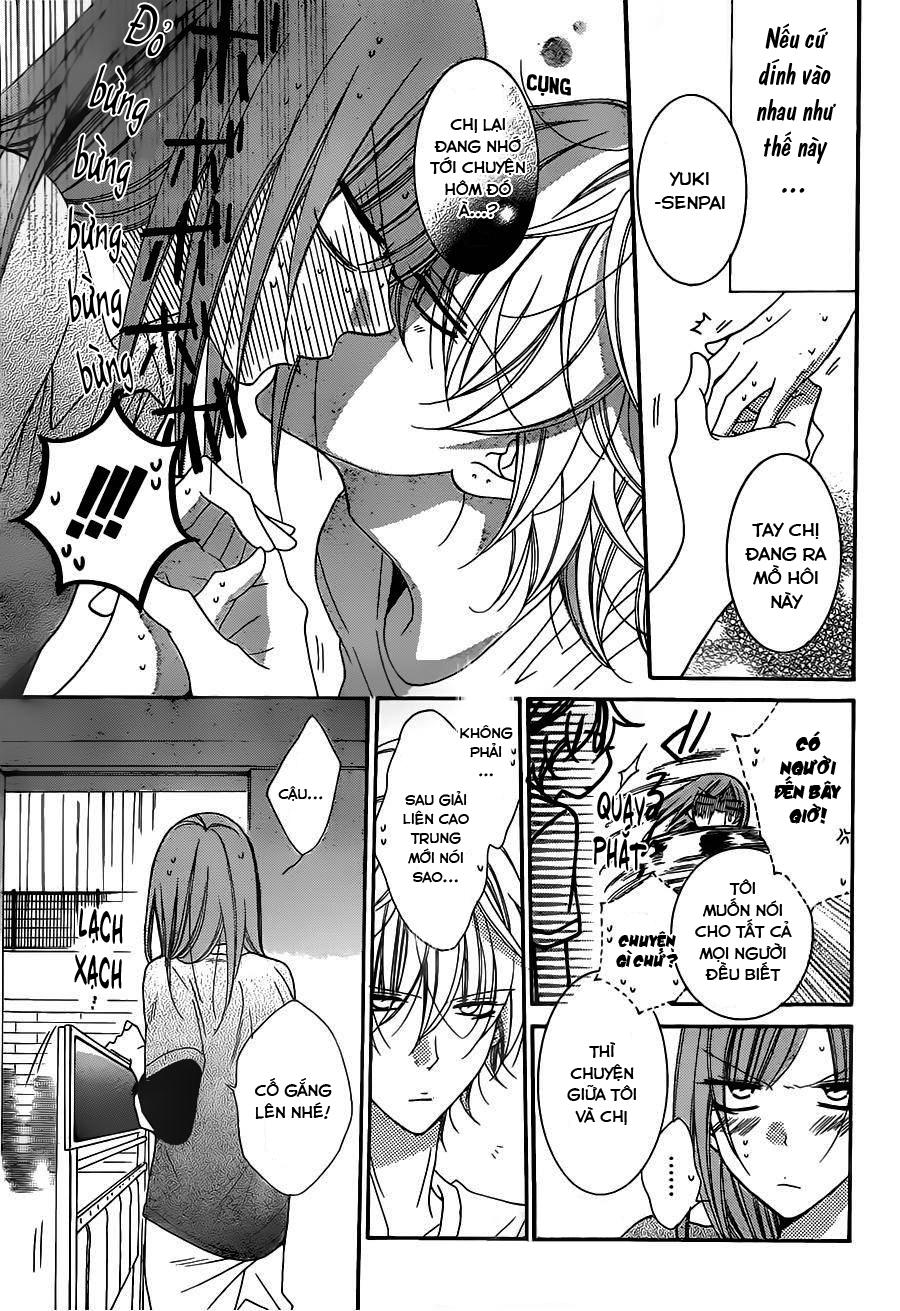 Nếu cứ
dính vào
nhau như
thế này
...
YUKI
-SENPAI
TAY CHỊ
ĐANG RA
MỒ HÔI
NÀY
CỤNG
CHỊ LẠI
ĐANG NHỚ
TỚI CHUYỆN
HÔM ĐÓ
À...?
Đỏ
bừng
bừng
bừng
bừng
bừng
bừng
!!!!
CÓ
NGƯỜI
ĐẾN BÂY
GIỜ!
QUAY
PHẮT
TÔI
MUỐN NÓI
CHO TẤT CẢ
MỌI NGƯỜI
ĐỀU BIẾT
CHUYỆN
GÌ CHỨ?
THÌ
CHUYỆN
GIỮA TÔI
VÀ CHỊ
........
KHÔNG
PHẢI
...
SAU GIẢI
LIÊN CAO
TRUNG
MỚI NÓI
SAO...
CẬU...
LẠCH
XẠCH
CỐ GẮNG
LÊN NHÉ!